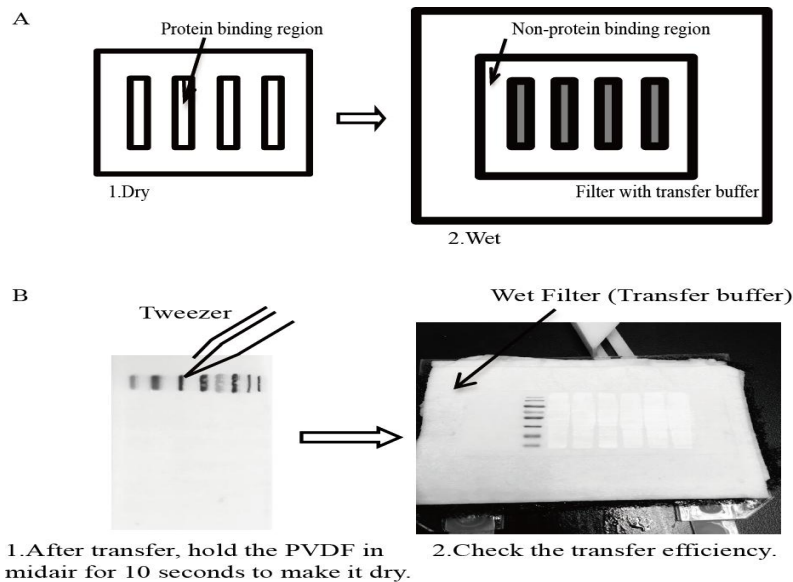 A
Protein binding region
Non-protein binding region
1.Dry
Filter with transfer buffer
2.Wet
B
Tweezer
Wet Filter (Transfer buffer)
1.After transfer, hold the PVDF in
midair for 10 seconds to make it dry.
2.Check the transfer efficiency.